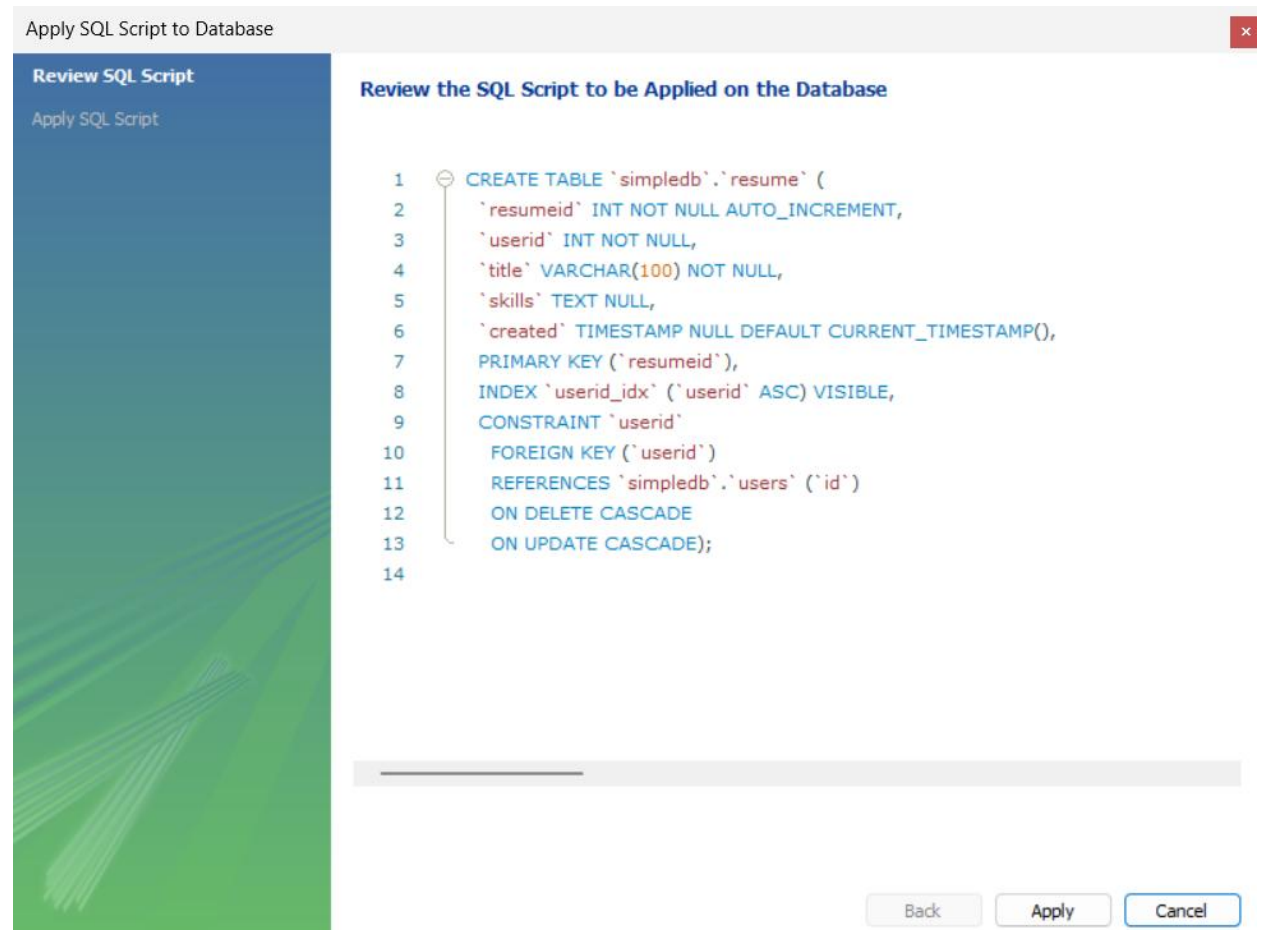 Apply SQL Script to Database
×
Review SQL Script
Apply SQL Script
Review the SQL Script to be Applied on the Database
1 CREATE TABLE `simpledb`.`resume` (
2 `resumeid` INT NOT NULL AUTO_INCREMENT,
3 `userid` INT NOT NULL,
4 `title` VARCHAR(100) NOT NULL,
5 `skills` TEXT NULL,
6 `created` TIMESTAMP NULL DEFAULT CURRENT_TIMESTAMP(),
7 PRIMARY KEY (`resumeid`),
8 INDEX `userid_idx` (`userid` ASC) VISIBLE,
9 CONSTRAINT `userid`
10 FOREIGN KEY (`userid`)
11 REFERENCES `simpledb`.`users` (`id`)
12 ON DELETE CASCADE
13 ON UPDATE CASCADE);
14
Back Apply Cancel